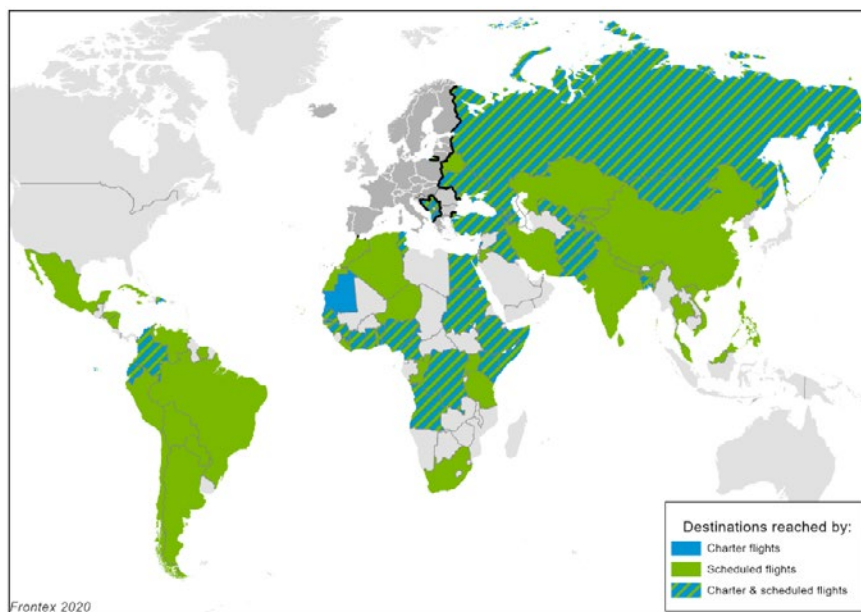 Destinations reached by:
Charter flights
Scheduled flights
Charter & scheduled flights
Frontex 2020